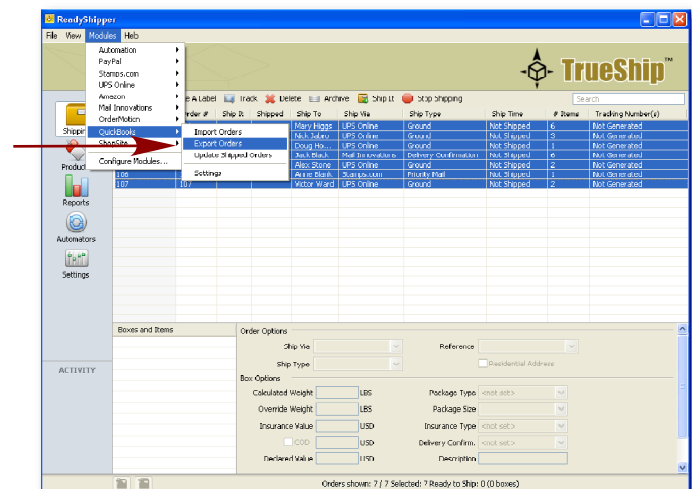 ReadyShipper
File View Modules Help
TrueShip™
Automation
PayPal
Stamps.com
UPS Online
Amazon
Mail Innovations
OrderMotion
QuickBooks
ShopSite
Configure Modules...
Import Orders
Export Orders
Update Shipped Orders
Settings
e A Label Track Delete Archive Ship It Stop Shipping Search
rder # Ship It Shipped Ship To Ship Via Ship Type Ship Time # Items Tracking Number(s)
Mary Higgs UPS Online Ground Not Shipped 6 Not Generated
Nick Jabro UPS Online Ground Not Shipped 3 Not Generated
Doug Ho... UPS Online Ground Not Shipped 1 Not Generated
Jack Black Mail Innovations Delivery Confirmation Not Shipped 6 Not Generated
Alex Stone UPS Online Ground Not Shipped 2 Not Generated
106 Anne Blank Stamps.com Priority Mail Not Shipped 1 Not Generated
107 107 Victor Ward UPS Online Ground Not Shipped 2 Not Generated
Shippin
Product
Reports
Automators
Settings
ACTIVITY
Boxes and Items
Order Options
Ship Via Reference
Ship Type Residential Address
Box Options
Calculated Weight LBS Package Type <not set>
Override Weight LBS Package Size
Insurance Value USD Insurance Type <not set>
COD USD Delivery Confirm. <not set>
Declared Value USD Description
Orders shown: 7 / 7 Selected: 7 Ready to Ship: 0 (0 boxes)